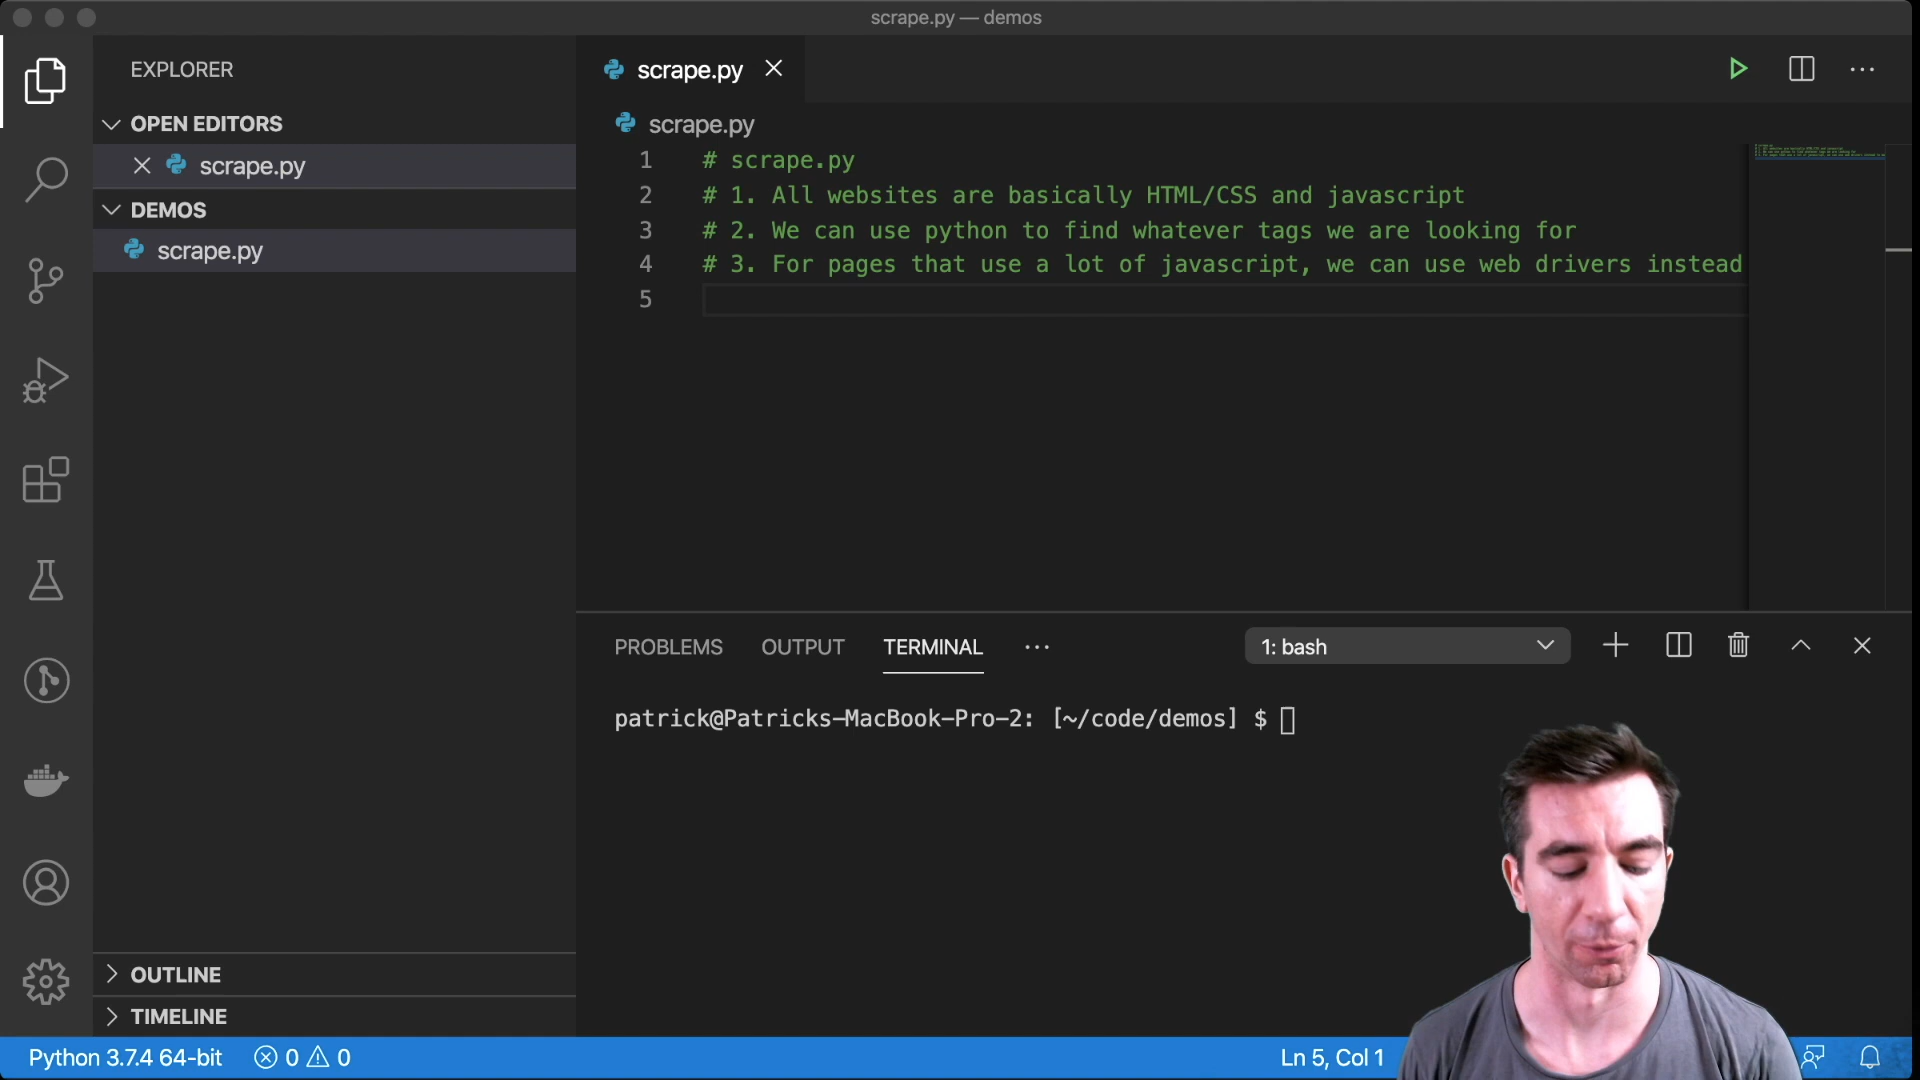 scrape.py — demos
EXPLORER
OPEN EDITORS
scrape.py
DEMOS
scrape.py
OUTLINE
TIMELINE
scrape.py
scrape.py
1 # scrape.py
2 # 1. All websites are basically HTML/CSS and javascript
3 # 2. We can use python to find whatever tags we are looking for
4 # 3. For pages that use a lot of javascript, we can use web drivers instead
5
PROBLEMS OUTPUT TERMINAL ··· 1: bash
patrick@Patricks-MacBook-Pro-2: [~/code/demos] $
Python 3.7.4 64-bit 0 0 Ln 5, Col 1